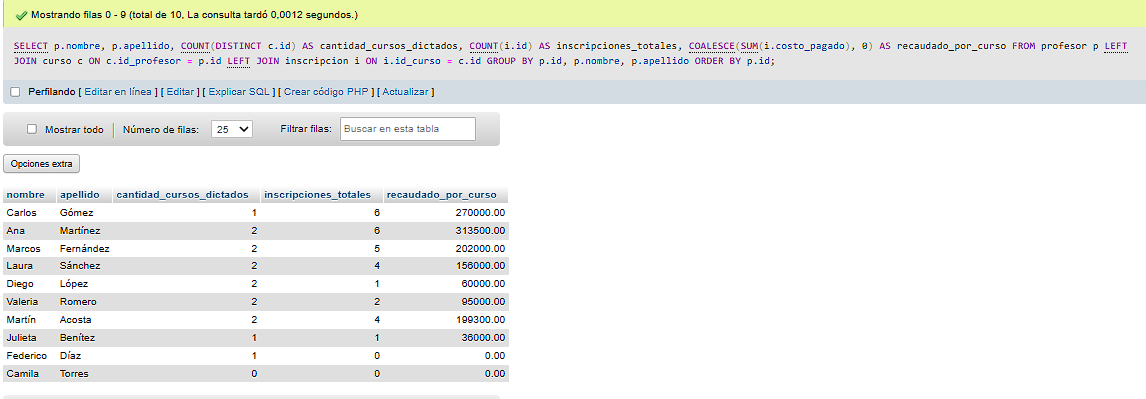 Mostrando filas 0 - 9 (total de 10, La consulta tardó 0,0012 segundos.)
SELECT p.nombre, p.apellido, COUNT(DISTINCT c.id) AS cantidad_cursos_dictados, COUNT(i.id) AS inscripciones_totales, COALESCE(SUM(i.costo_pagado), 0) AS recaudado_por_curso FROM profesor p LEFT
JOIN curso c ON c.id_profesor = p.id LEFT JOIN inscripcion i ON i.id_curso = c.id GROUP BY p.id, p.nombre, p.apellido ORDER BY p.id;
Perfilando [ Editar en línea ] [ Editar ] [ Explicar SQL ] [ Crear código PHP ] [ Actualizar ]
Mostrar todo Número de filas: 25 Filtrar filas: Buscar en esta tabla
Opciones extra
nombre apellido cantidad_cursos_dictados inscripciones_totales recaudado_por_curso
Carlos Gómez 1 6 270000.00
Ana Martínez 2 6 313500.00
Marcos Fernández 2 5 202000.00
Laura Sánchez 2 4 156000.00
Diego López 2 1 60000.00
Valeria Romero 2 2 95000.00
Martín Acosta 2 4 199300.00
Julieta Benítez 1 1 36000.00
Federico Díaz 1 0 0.00
Camila Torres 0 0 0.00